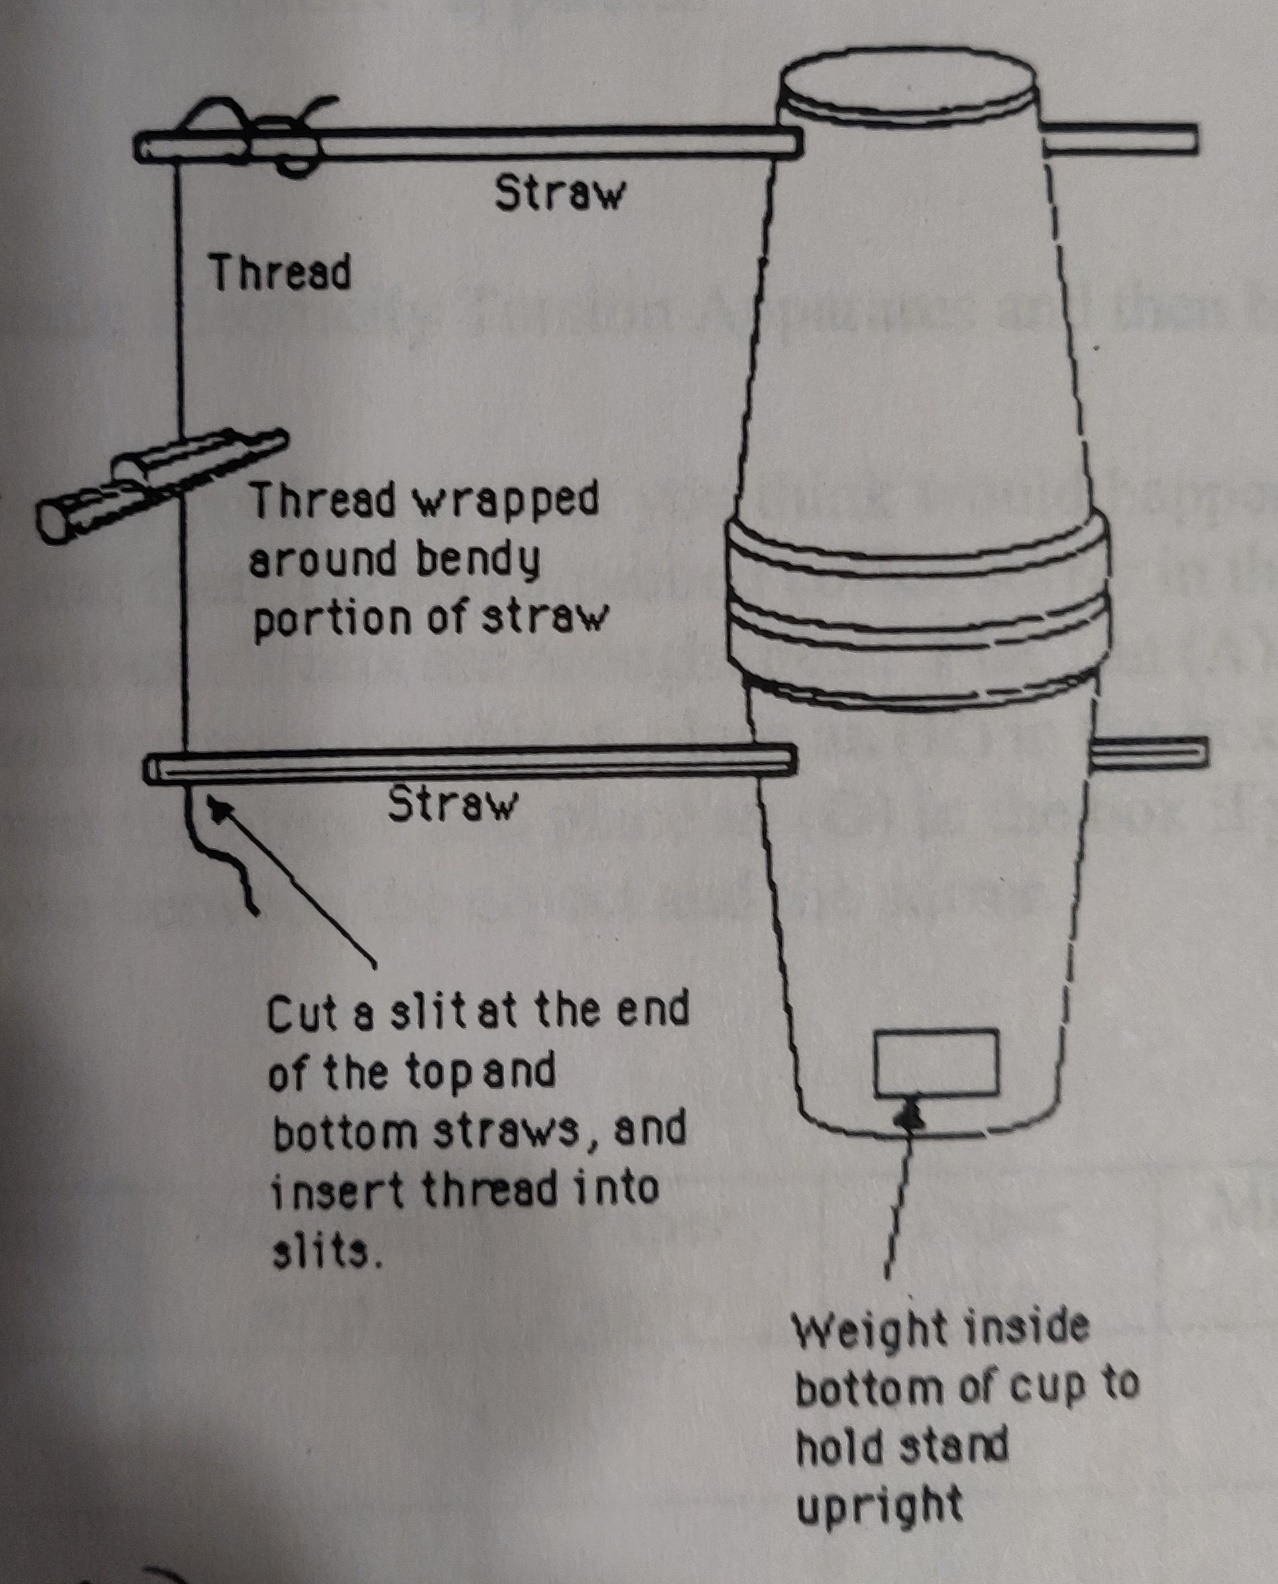 Straw
Thread
Thread wrapped
around bendy
portion of straw
Straw
Cut a slit at the end
of the top and
bottom straws, and
insert thread into
slits.
Weight inside
bottom of cup to
hold stand
upright